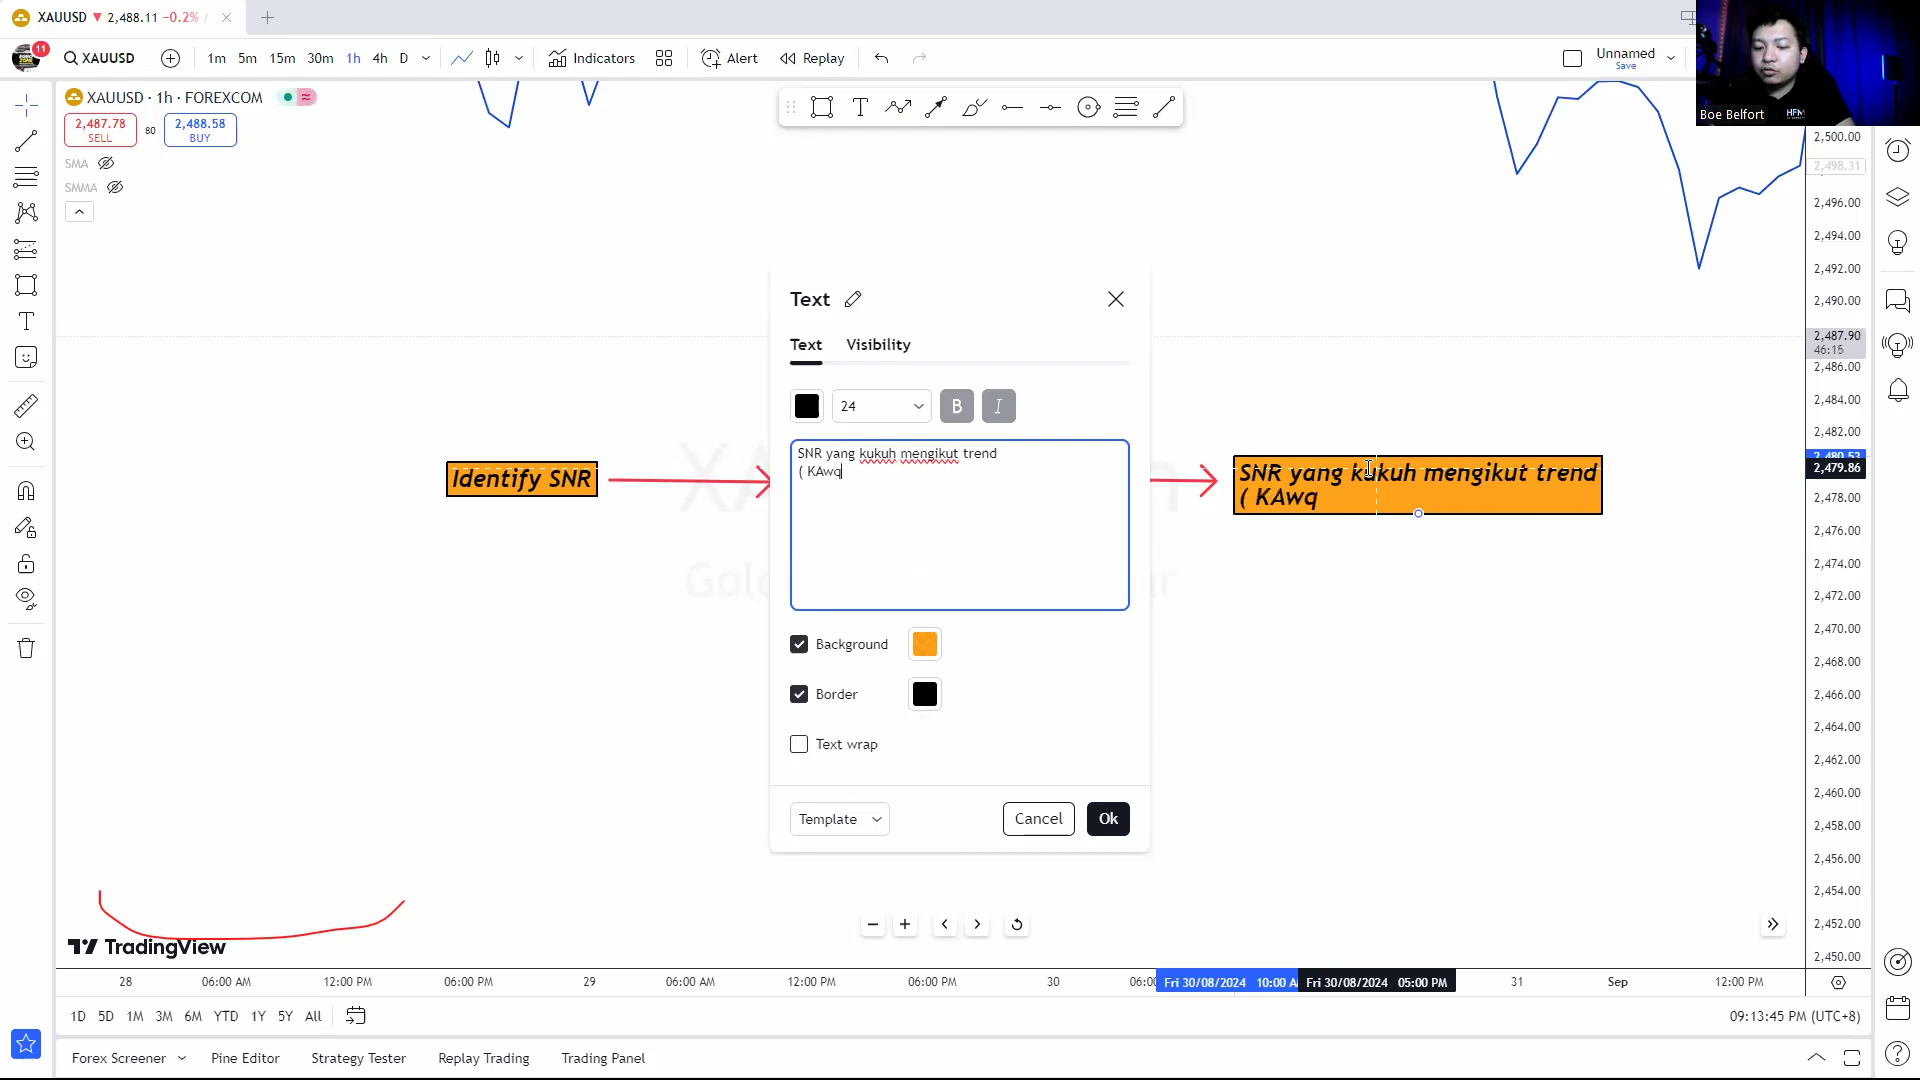 XAUUSD ▼ 2,488.11 −0.2% /
11
XAUUSD
1m 5m 15m 30m 1h 4h D
Indicators
Alert
Replay
Unnamed
Save
Boe Belfort
HFM
XAUUSD · 1h · FOREXCOM
2,487.78
SELL
80
2,488.58
BUY
SMA
SMMA
Text
Text Visibility
24
B I
SNR yang kukuh mengikut trend
( KAwq
Background
Border
Text wrap
Template
Cancel
Ok
Identify SNR
SNR yang kukuh mengikut trend
( KAwq
2,500.00
2,498.31
2,496.00
2,494.00
2,492.00
2,490.00
2,487.90
46:15
2,486.00
2,484.00
2,482.00
2,480.53
2,479.86
2,478.00
2,476.00
2,474.00
2,472.00
2,470.00
2,468.00
2,466.00
2,464.00
2,462.00
2,460.00
2,458.00
2,456.00
2,454.00
2,452.00
2,450.00
TradingView
28 06:00 AM 12:00 PM 06:00 PM 29 06:00 AM 12:00 PM 06:00 PM 30 06:00 Fri 30/08/2024 10:00 A Fri 30/08/2024 05:00 PM 31 Sep 12:00 PM
1D 5D 1M 3M 6M YTD 1Y 5Y All
09:13:45 PM (UTC+8)
Forex Screener Pine Editor Strategy Tester Replay Trading Trading Panel